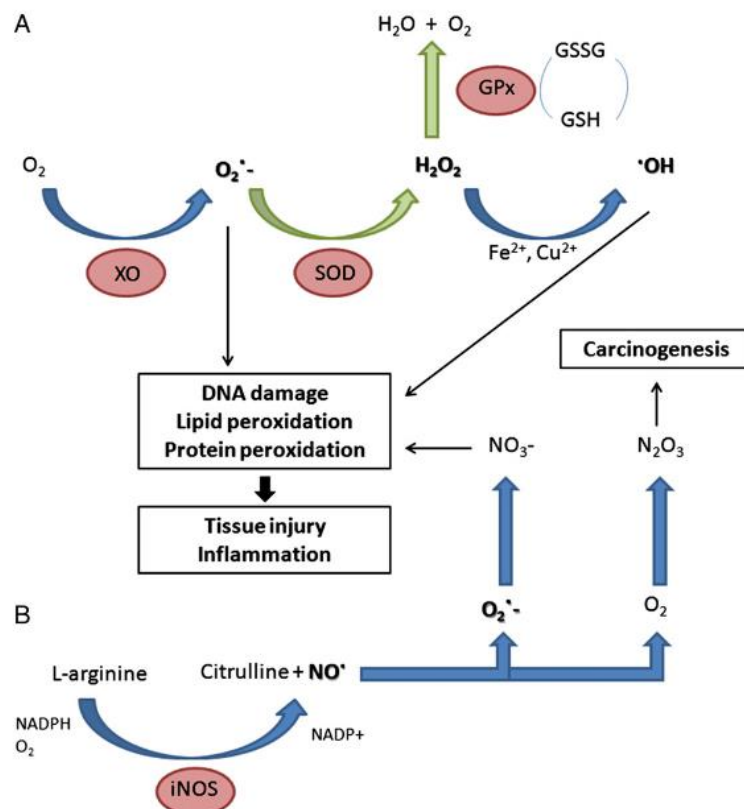 A
H₂O + O₂
GSSG
GPx
GSH
O₂
O₂˙-
H₂O₂
˙OH
XO
SOD
Fe²⁺, Cu²⁺
Carcinogenesis
DNA damage
Lipid peroxidation
Protein peroxidation
NO₃-
N₂O₃
Tissue injury
Inflammation
O₂˙-
O₂
B
L-arginine
Citrulline + NO˙
NADPH
O₂
NADP+
iNOS